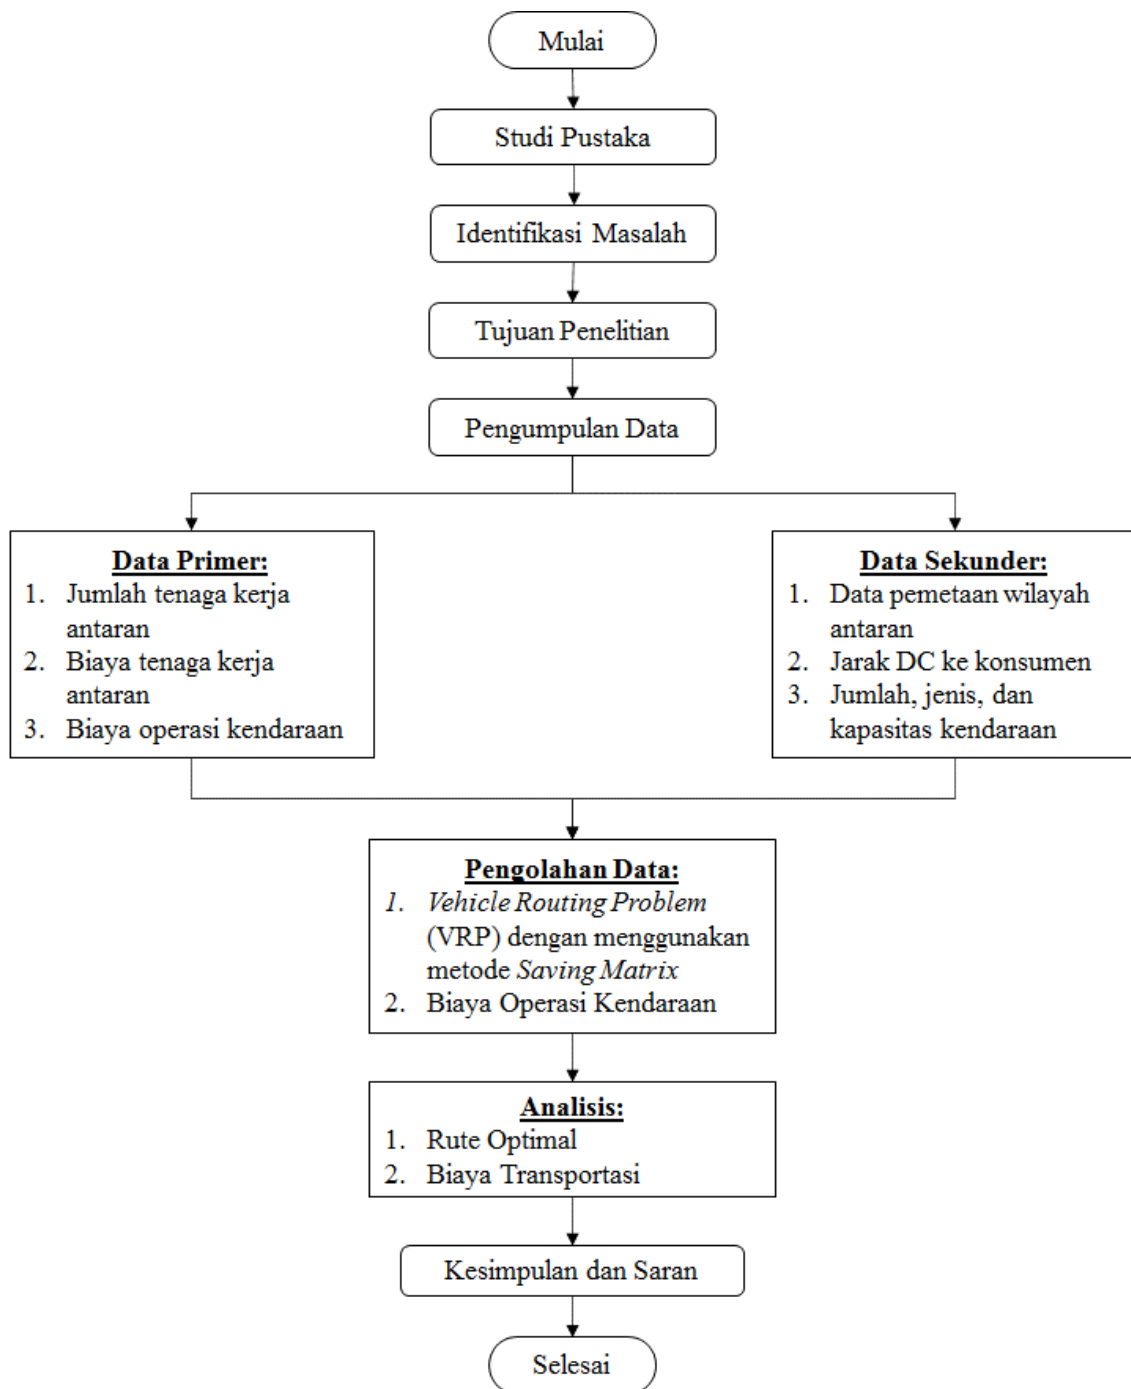 Mulai
Studi Pustaka
Identifikasi Masalah
Tujuan Penelitian
Pengumpulan Data
Data Primer:
1. Jumlah tenaga kerja
antaran
2. Biaya tenaga kerja
antaran
3. Biaya operasi kendaraan
Data Sekunder:
1. Data pemetaan wilayah
antaran
2. Jarak DC ke konsumen
3. Jumlah, jenis, dan
kapasitas kendaraan
Pengolahan Data:
1. Vehicle Routing Problem
(VRP) dengan menggunakan
metode Saving Matrix
2. Biaya Operasi Kendaraan
Analisis:
1. Rute Optimal
2. Biaya Transportasi
Kesimpulan dan Saran
Selesai